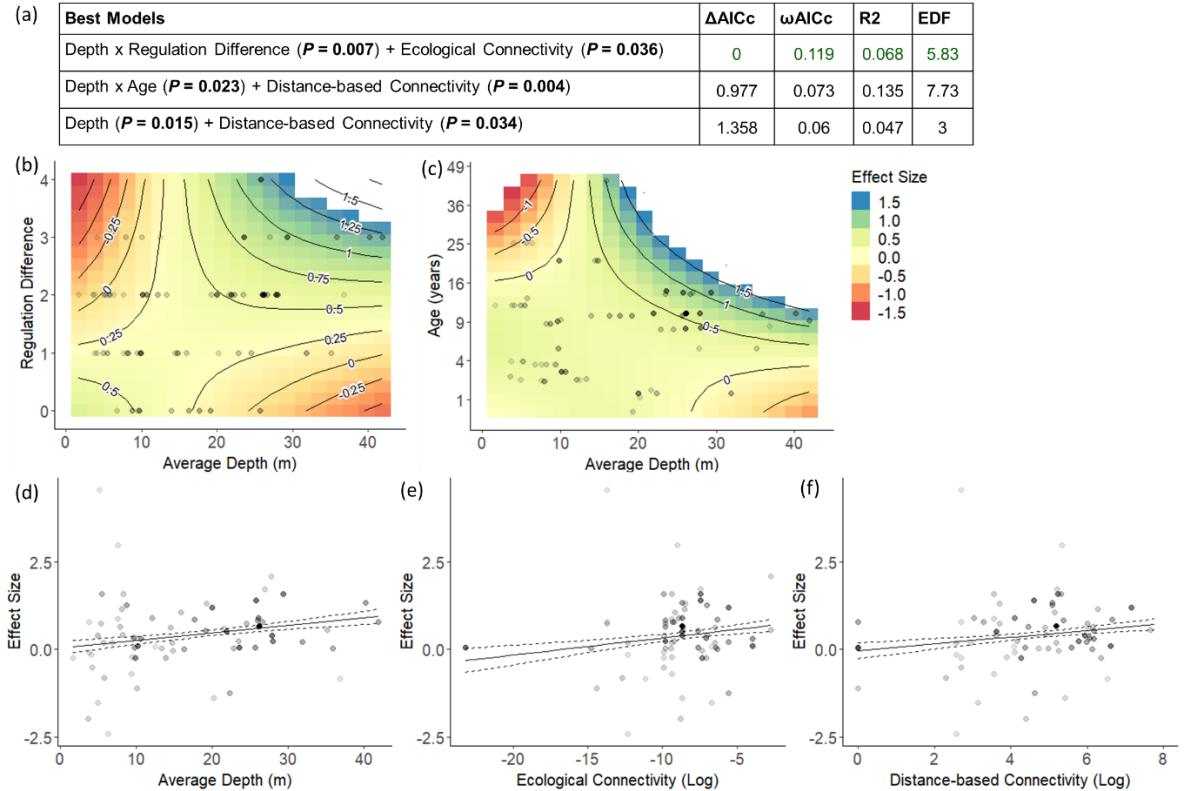 (a)
Best Models ΔAICc ωAICc R2 EDF
Depth x Regulation Difference (P = 0.007) + Ecological Connectivity (P = 0.036) 0 0.119 0.068 5.83
Depth x Age (P = 0.023) + Distance-based Connectivity (P = 0.004) 0.977 0.073 0.135 7.73
Depth (P = 0.015) + Distance-based Connectivity (P = 0.034) 1.358 0.06 0.047 3
(b)
Regulation Difference
4
3
2
1
0
-0.25
0
0.25
0.5
1.5
1.25
1
0.75
0.5
0.25
0
-0.25
0 10 20 30 40
Average Depth (m)
(c)
Age (years)
49
36
25
16
9
4
1
-1
-0.5
0
1.5
1
0.5
0
0 10 20 30 40
Average Depth (m)
Effect Size
1.5
1.0
0.5
0.0
-0.5
-1.0
-1.5
(d)
Effect Size
2.5
0.0
-2.5
0 10 20 30 40
Average Depth (m)
(e)
Effect Size
2.5
0.0
-2.5
-20 -15 -10 -5
Ecological Connectivity (Log)
(f)
Effect Size
2.5
0.0
-2.5
0 2 4 6 8
Distance-based Connectivity (Log)